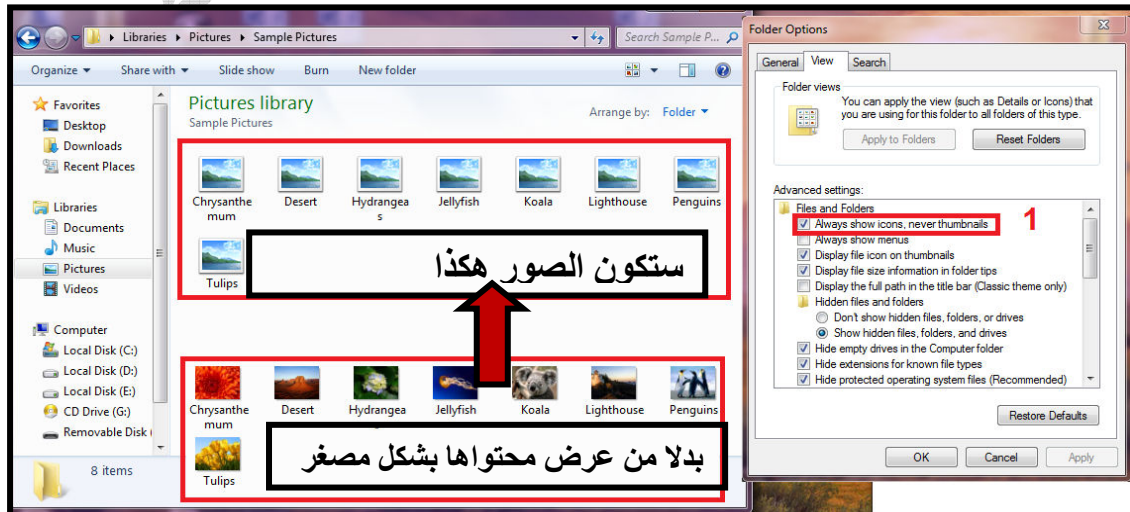 Libraries ▸ Pictures ▸ Sample Pictures
Search Sample P...
Organize
Share with
Slide show
Burn
New folder
Favorites
Desktop
Downloads
Recent Places
Libraries
Documents
Music
Pictures
Videos
Computer
Local Disk (C:)
Local Disk (D:)
Local Disk (E:)
CD Drive (G:)
Removable Disk
8 items
Pictures library
Sample Pictures
Arrange by: Folder
Chrysanthe
mum
Desert
Hydrangea
s
Jellyfish
Koala
Lighthouse
Penguins
Tulips
ستكون الصور هكذا
Chrysanthe
mum
Desert
Hydrangea
Jellyfish
Koala
Lighthouse
Penguins
Tulips
بدلا من عرض محتواها بشكل مصغر
Folder Options
General
View
Search
Folder views
You can apply the view (such as Details or Icons) that
you are using for this folder to all folders of this type.
Apply to Folders
Reset Folders
Advanced settings:
Files and Folders
Always show icons, never thumbnails
1
Always show menus
Display file icon on thumbnails
Display file size information in folder tips
Display the full path in the title bar (Classic theme only)
Hidden files and folders
Don't show hidden files, folders, or drives
Show hidden files, folders, and drives
Hide empty drives in the Computer folder
Hide extensions for known file types
Hide protected operating system files (Recommended)
Restore Defaults
OK
Cancel
Apply